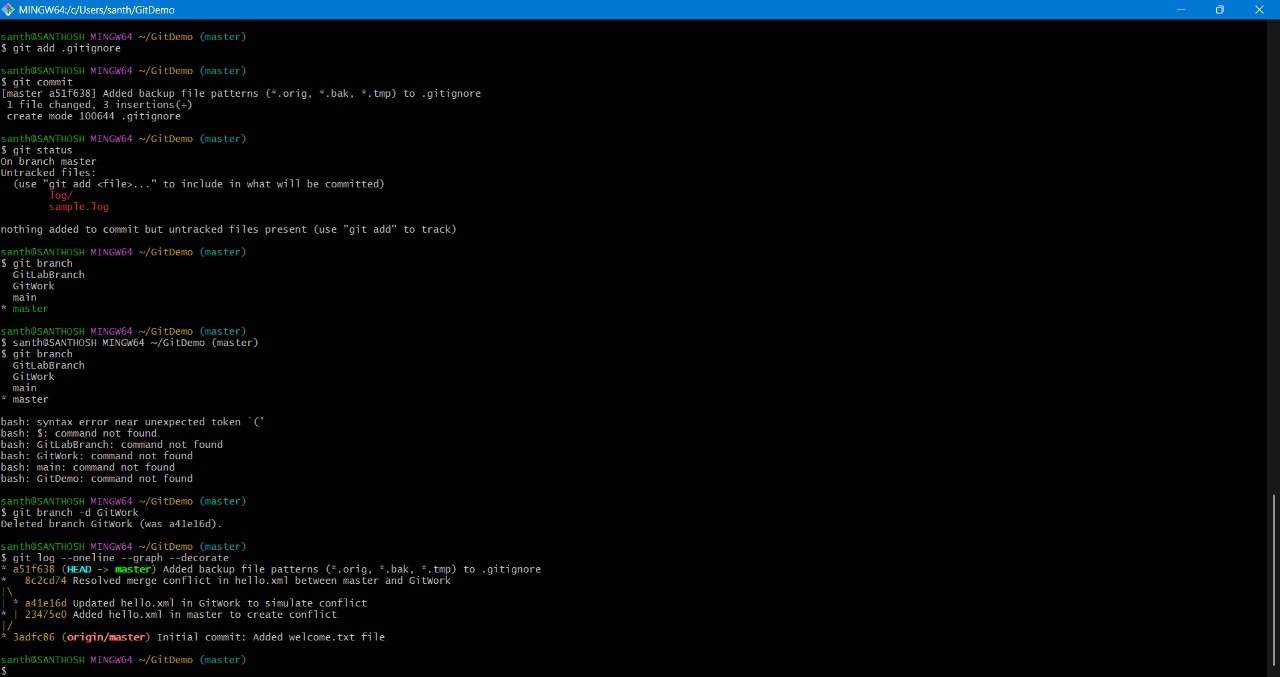 MINGW64:/c/Users/santh/GitDemo
santh@SANTHOSH MINGW64 ~/GitDemo (master)
$ git add .gitignore
santh@SANTHOSH MINGW64 ~/GitDemo (master)
$ git commit
[master a51f638] Added backup file patterns (*.orig, *.bak, *.tmp) to .gitignore
 1 file changed, 3 insertions(+)
 create mode 100644 .gitignore
santh@SANTHOSH MINGW64 ~/GitDemo (master)
$ git status
On branch master
Untracked files:
  (use "git add <file>..." to include in what will be committed)
        log/
        sample.log
nothing added to commit but untracked files present (use "git add" to track)
santh@SANTHOSH MINGW64 ~/GitDemo (master)
$ git branch
  GitLabBranch
  GitWork
  main
* master
santh@SANTHOSH MINGW64 ~/GitDemo (master)
$ santh@SANTHOSH MINGW64 ~/GitDemo (master)
$ git branch
  GitLabBranch
  GitWork
  main
* master
bash: syntax error near unexpected token `('
bash: $: command not found
bash: GitLabBranch: command not found
bash: GitWork: command not found
bash: main: command not found
bash: GitDemo: command not found
santh@SANTHOSH MINGW64 ~/GitDemo (master)
$ git branch -d GitWork
Deleted branch GitWork (was a41e16d).
santh@SANTHOSH MINGW64 ~/GitDemo (master)
$ git log --oneline --graph --decorate
* a51f638 (HEAD -> master) Added backup file patterns (*.orig, *.bak, *.tmp) to .gitignore
*   8c2cd74 Resolved merge conflict in hello.xml between master and GitWork
|\
| * a41e16d Updated hello.xml in GitWork to simulate conflict
* | 23475e0 Added hello.xml in master to create conflict
|/
* 3adfc86 (origin/master) Initial commit: Added welcome.txt file
santh@SANTHOSH MINGW64 ~/GitDemo (master)
$